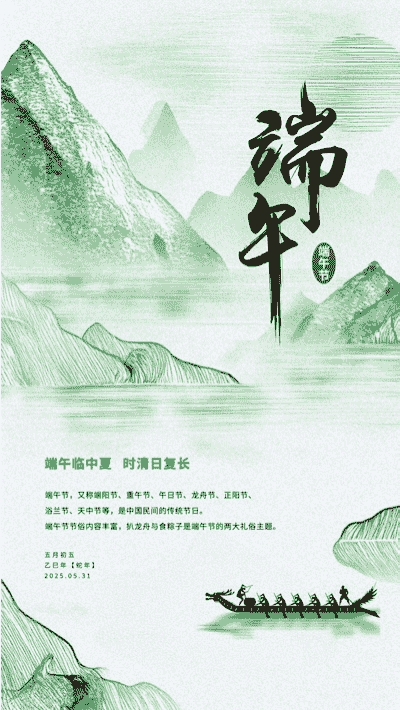 端午
端午节
端午临中夏 时清日复长
端午节，又称端阳节、重午节、午日节、龙舟节、正阳节、
浴兰节、天中节等，是中国民间的传统节日。
端午节节俗内容丰富，扒龙舟与食粽子是端午节的两大礼俗主题。
五月初五
乙巳年【蛇年】
2025.05.31